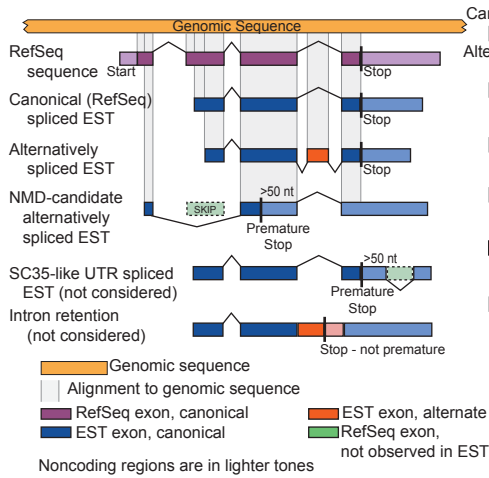 Genomic Sequence
Can
RefSeq
sequence
Start
Stop
Alte
Canonical (RefSeq)
spliced EST
Stop
Alternatively
spliced EST
Stop
NMD-candidate
alternatively
spliced EST
SKIP
>50 nt
Premature
Stop
SC35-like UTR spliced
EST (not considered)
>50 nt
Premature
Stop
Intron retention
(not considered)
Stop - not premature
Genomic sequence
Alignment to genomic sequence
RefSeq exon, canonical
EST exon, alternate
EST exon, canonical
RefSeq exon,
not observed in EST
Noncoding regions are in lighter tones